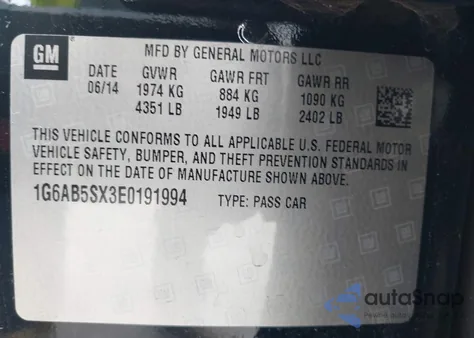 GM
MFD BY GENERAL MOTORS LLC
DATE GVWR GAWR FRT GAWR RR
06/14 1974 KG 884 KG 1090 KG
4351 LB 1949 LB 2402 LB
THIS VEHICLE CONFORMS TO ALL APPLICABLE U.S. FEDERAL MOTOR
VEHICLE SAFETY, BUMPER, AND THEFT PREVENTION STANDARDS IN
EFFECT ON THE DATE OF MANUFACTURE SHOWN ABOVE.
1G6AB5SX3E0191994 TYPE: PASS CAR
autoSnap